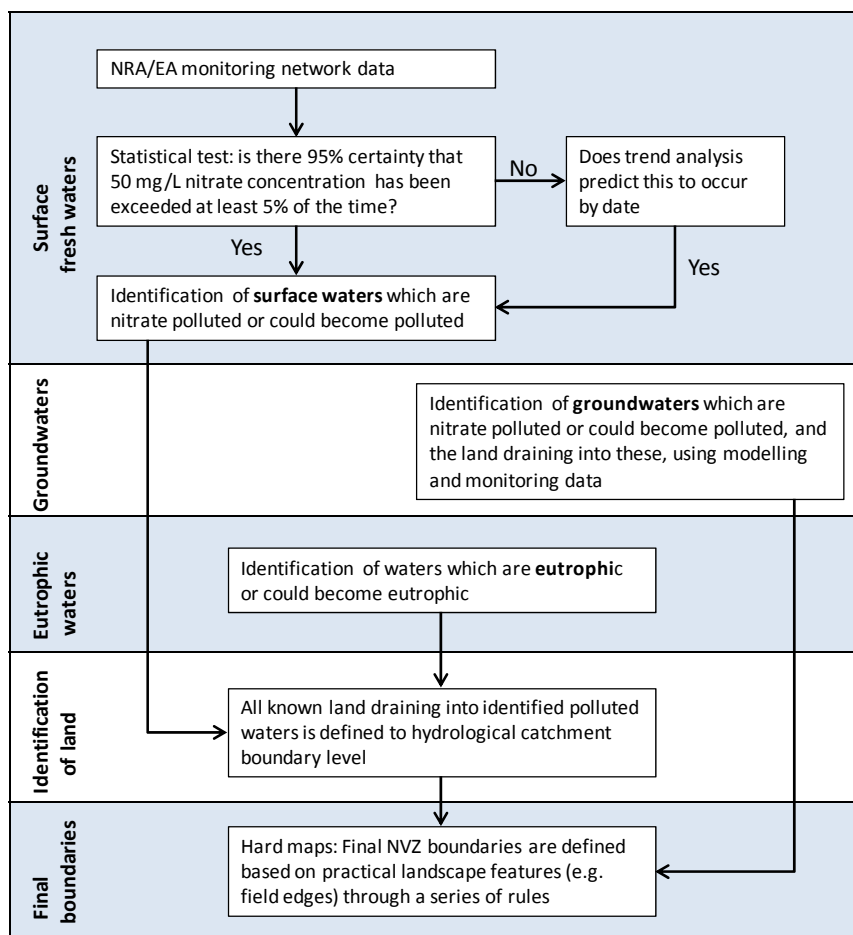 Surface
fresh waters
NRA/EA monitoring network data
Statistical test: is there 95% certainty that
50 mg/L nitrate concentration has been
exceeded at least 5% of the time?
No
Does trend analysis
predict this to occur
by date
Yes
Yes
Identification of surface waters which are
nitrate polluted or could become polluted
Groundwaters
Identification of groundwaters which are
nitrate polluted or could become polluted, and
the land draining into these, using modelling
and monitoring data
Eutrophic
waters
Identification of waters which are eutrophic
or could become eutrophic
Identification
of land
All known land draining into identified polluted
waters is defined to hydrological catchment
boundary level
Final
boundaries
Hard maps: Final NVZ boundaries are defined
based on practical landscape features (e.g.
field edges) through a series of rules